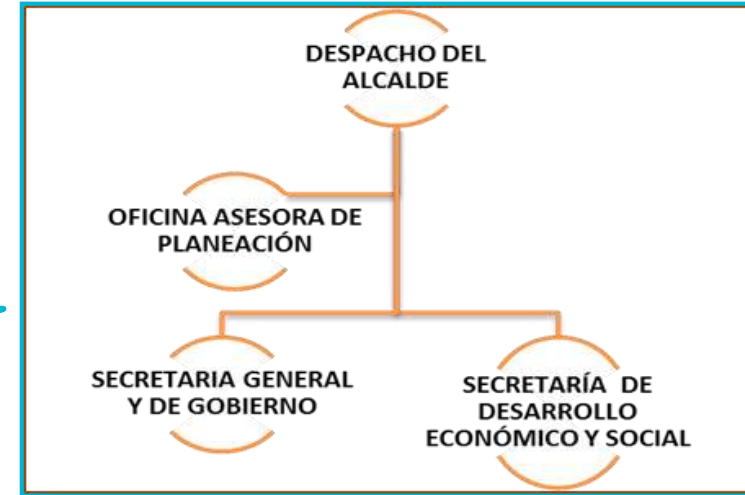 DESPACHO DEL
ALCALDE
OFICINA ASESORA DE
PLANEACIÓN
SECRETARIA GENERAL
Y DE GOBIERNO
SECRETARÍA DE
DESARROLLO
ECONÓMICO Y SOCIAL